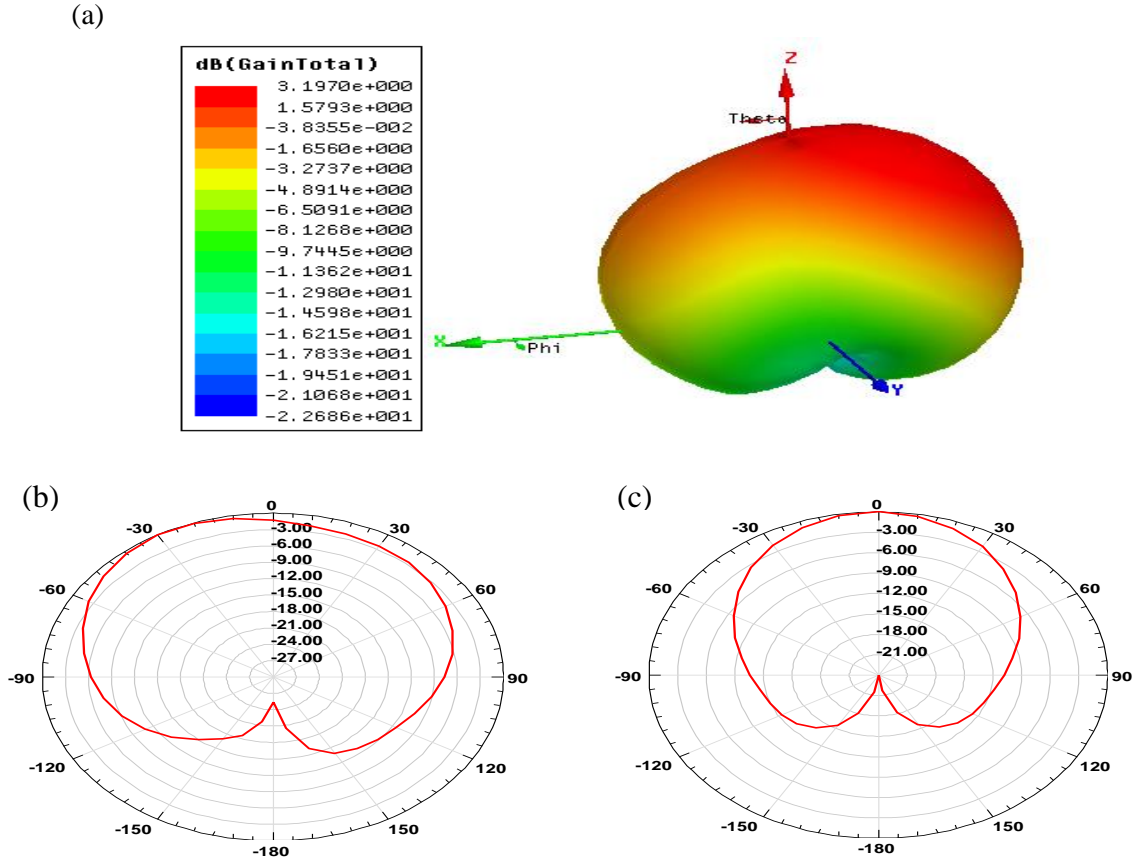 (a)
dB(GainTotal)
3.1970e+000
1.5793e+000
-3.8355e-002
-1.6560e+000
-3.2737e+000
-4.8914e+000
-6.5091e+000
-8.1268e+000
-9.7445e+000
-1.1362e+001
-1.2980e+001
-1.4598e+001
-1.6215e+001
-1.7833e+001
-1.9451e+001
-2.1068e+001
-2.2686e+001
Z
Theta
X
Phi
Y
(b)
0
-30
30
-3.00
-6.00
-9.00
-12.00
-60
60
-15.00
-18.00
-21.00
-24.00
-27.00
-90
90
-120
120
-150
150
-180
(c)
0
-30
30
-3.00
-6.00
-9.00
-60
60
-12.00
-15.00
-18.00
-21.00
-90
90
-120
120
-150
150
-180